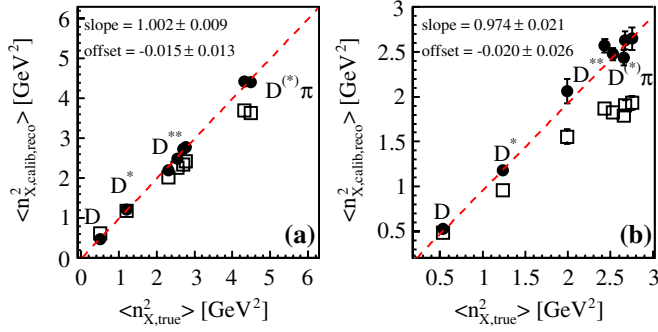 <n²X,calib,reco> [GeV²]
6
5
4
3
2
1
0
slope = 1.002 ± 0.009
offset = -0.015 ± 0.013
D
D*
D**
D(*)π
(a)
0 1 2 3 4 5 6
<n²X,true> [GeV²]
<n²X,calib,reco> [GeV²]
3
2.5
2
1.5
1
0.5
slope = 0.974 ± 0.021
offset = -0.020 ± 0.026
D**
D(*)π
D*
D
(b)
0.5 1 1.5 2 2.5 3
<n²X,true> [GeV²]